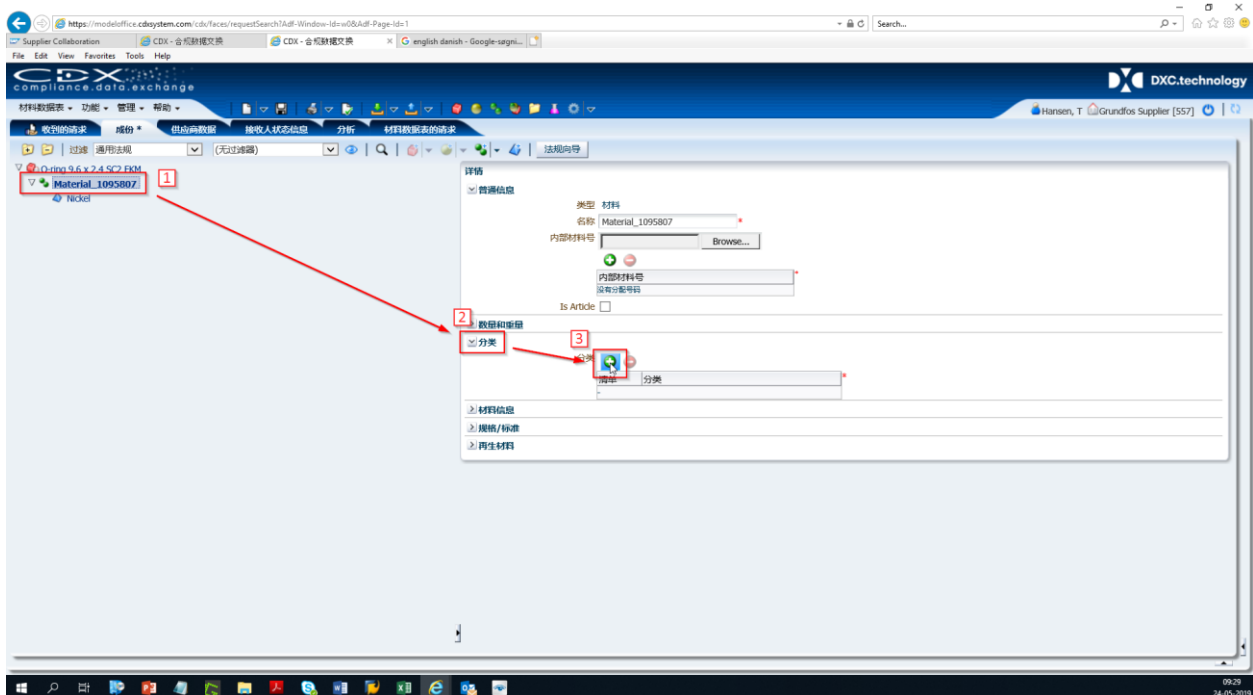 https://modeloffice.cdxsystem.com/cdx/faces/requestSearch?Adf-Window-Id=w0&Adf-Page-Id=1
Search...
Supplier Collaboration
CDX - 合规数据交换
CDX - 合规数据交换
english danish - Google-søgni...
File Edit View Favorites Tools Help
CDX
compliance.data.exchange
DXC.technology
材料数据表 功能 管理 帮助
Hansen, T Grundfos Supplier [557]
收到的请求 成份 * 供应商数据 接收人状态信息 分析 材料数据表的请求
过滤 通用法规 (无过滤器) 法规向导
O-ring 9.6 x 2.4 SC2 FKM
Material_1095807
1
Nickel
详情
普通信息
类型 材料
名称 Material_1095807 *
内部材料号 Browse...
内部材料号 *
没有分配号码
Is Article
2
数量和重量
分类
3
分类
清单 分类 *
-
材料信息
规格/标准
再生材料
09:29
24-05-2019